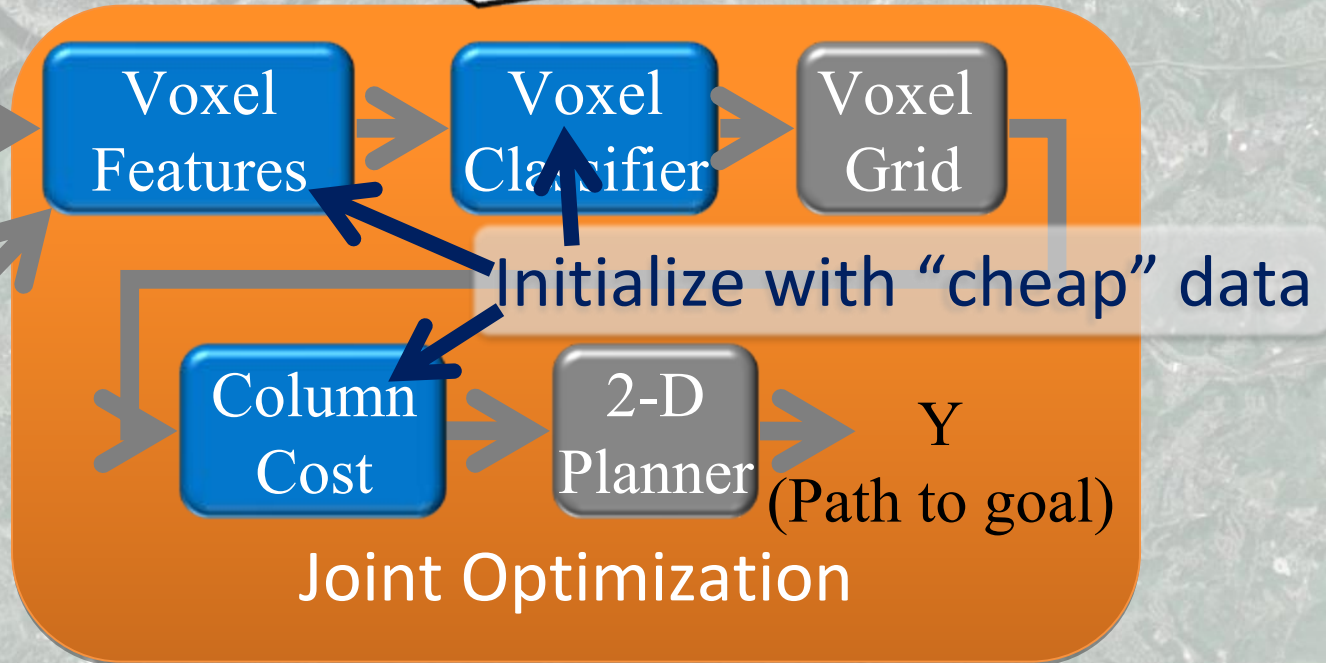 Voxel
Features
Voxel
Classifier
Voxel
Grid
Initialize with “cheap” data
Column
Cost
2-D
Planner
Y
(Path to goal)
Joint Optimization